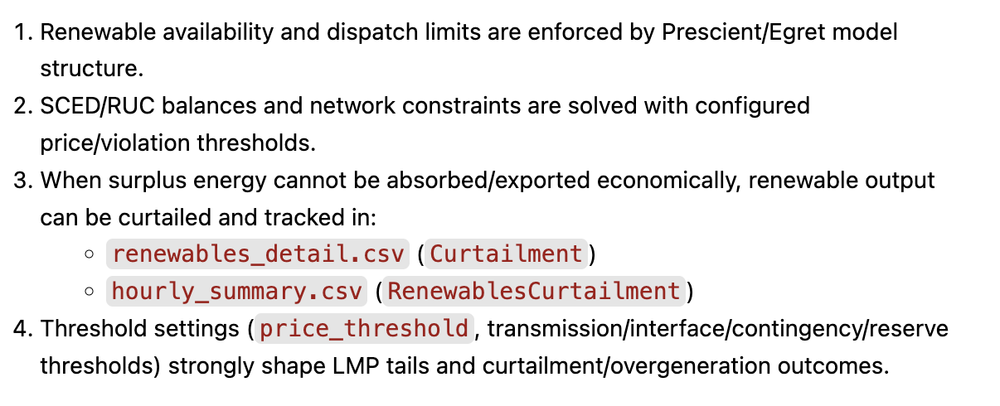 1. Renewable availability and dispatch limits are enforced by Prescient/Egret model
structure.
2. SCED/RUC balances and network constraints are solved with configured
price/violation thresholds.
3. When surplus energy cannot be absorbed/exported economically, renewable output
can be curtailed and tracked in:
◦ renewables_detail.csv (Curtailment)
◦ hourly_summary.csv (RenewablesCurtailment)
4. Threshold settings (price_threshold, transmission/interface/contingency/reserve
thresholds) strongly shape LMP tails and curtailment/overgeneration outcomes.